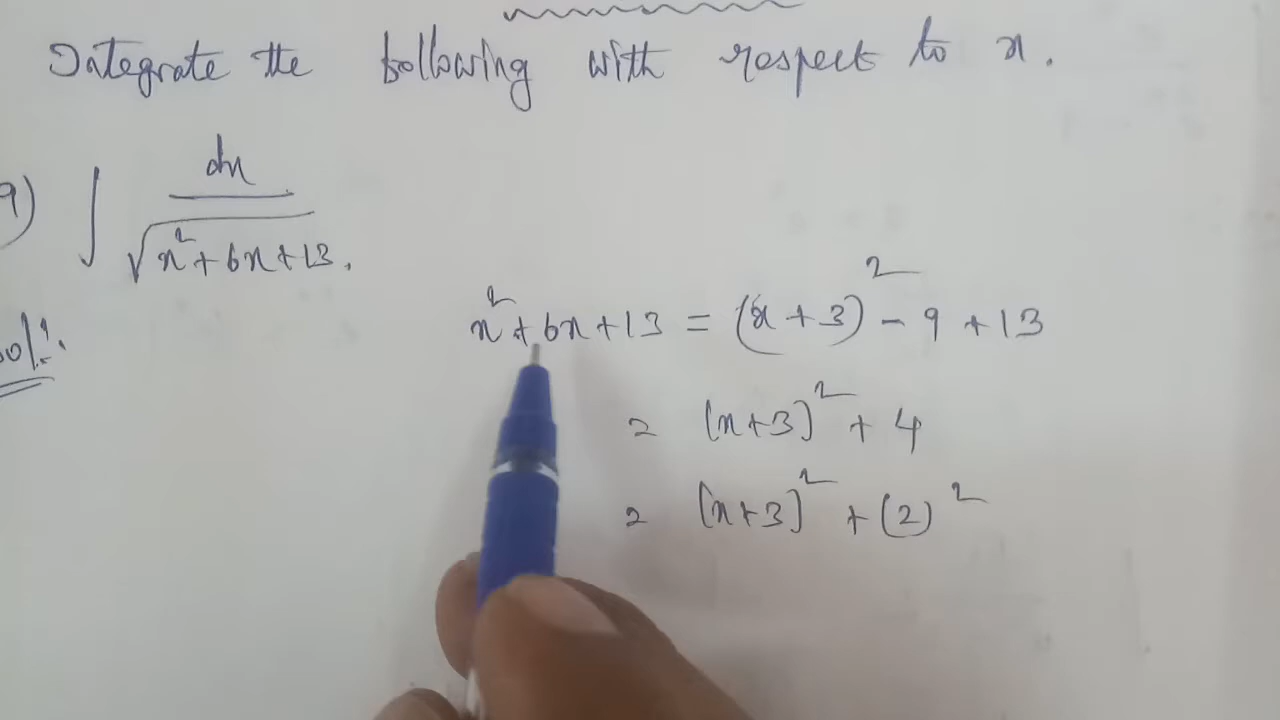 Integrate the following with respect to x.
9) ∫ dx / √x² + 6x + 13.
Sol:
x² + 6x + 13 = (x + 3)² - 9 + 13
= (x + 3)² + 4
= (x + 3)² + (2)²